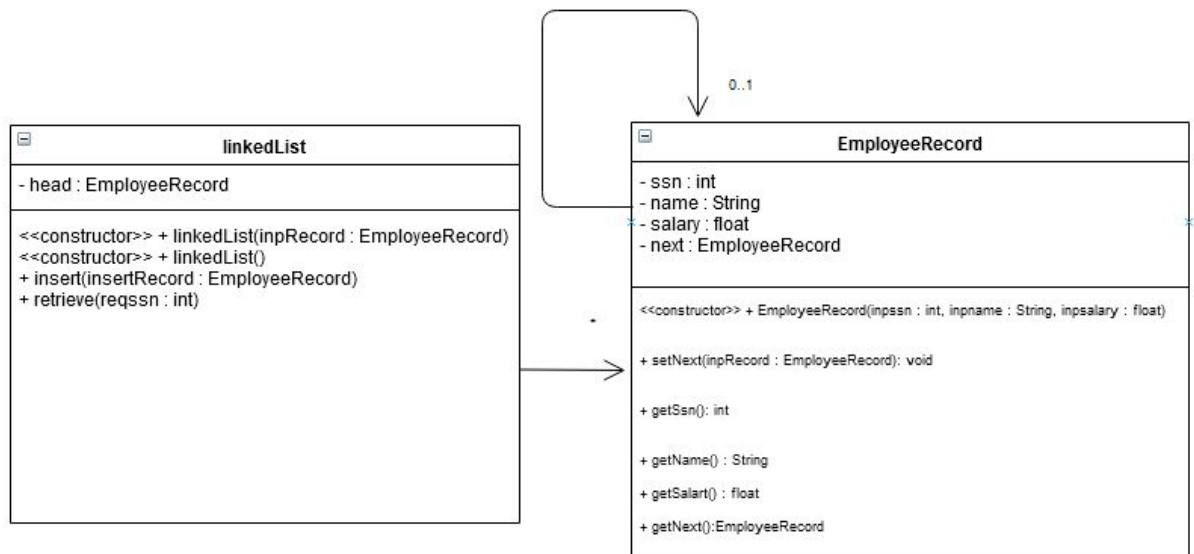 0..1
linkedList
- head : EmployeeRecord
<<constructor>> + linkedList(inpRecord : EmployeeRecord)
<<constructor>> + linkedList()
+ insert(insertRecord : EmployeeRecord)
+ retrieve(reqssn : int)
EmployeeRecord
- ssn : int
- name : String
- salary : float
- next : EmployeeRecord
<<constructor>> + EmployeeRecord(inpssn : int, inpname : String, inpsalary : float)
+ setNext(inpRecord : EmployeeRecord): void
+ getSsn(): int
+ getName() : String
+ getSalart() : float
+ getNext():EmployeeRecord